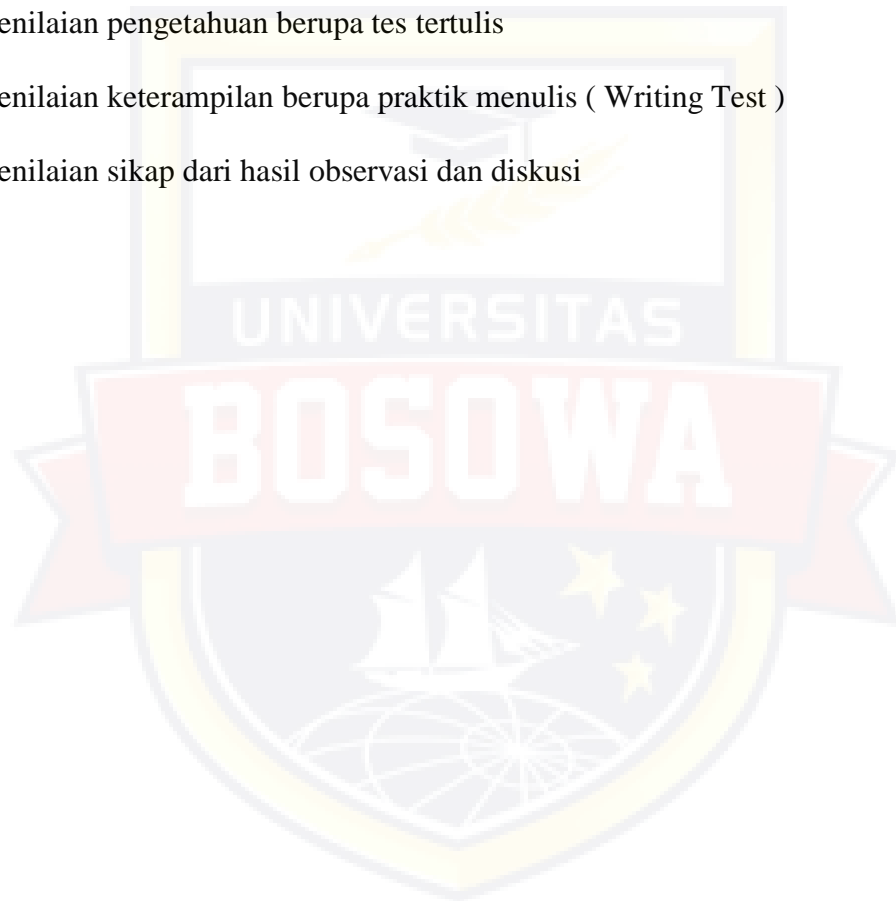 enilaian pengetahuan berupa tes tertulis
enilaian keterampilan berupa praktik menulis ( Writing Test )
enilaian sikap dari hasil observasi dan diskusi
UNIVERSITAS
BOSOWA